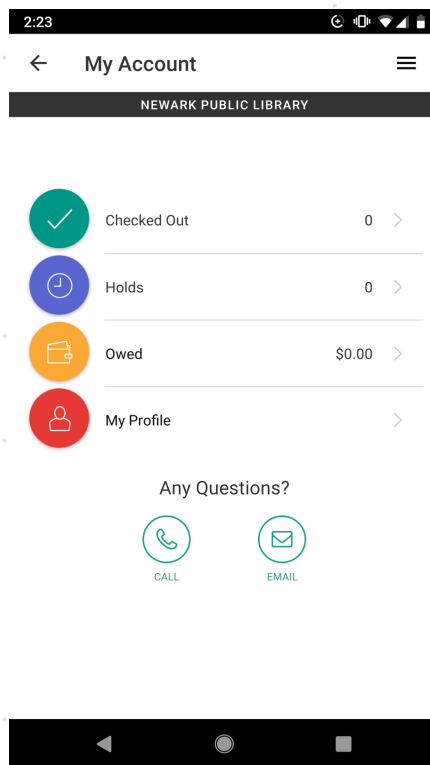 2:23
My Account
NEWARK PUBLIC LIBRARY
Checked Out 0
Holds 0
Owed $0.00
My Profile
Any Questions?
CALL EMAIL